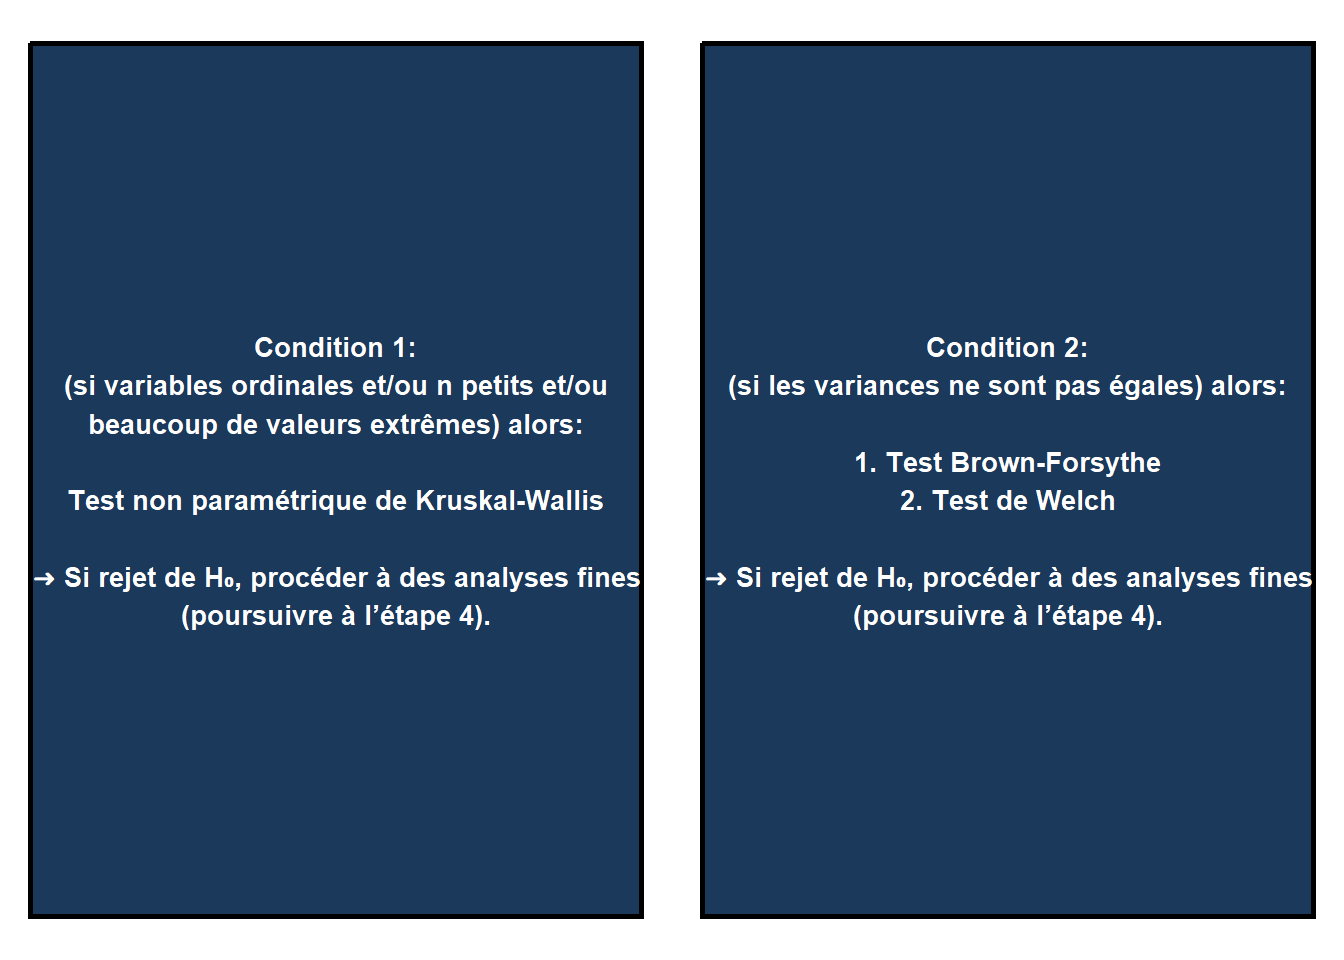 Condition 1:
(si variables ordinales et/ou n petits et/ou
beaucoup de valeurs extrêmes) alors:
Test non paramétrique de Kruskal-Wallis
→ Si rejet de H₀, procéder à des analyses fines
(poursuivre à l’étape 4).
Condition 2:
(si les variances ne sont pas égales) alors:
1. Test Brown-Forsythe
2. Test de Welch
→ Si rejet de H₀, procéder à des analyses fines
(poursuivre à l’étape 4).